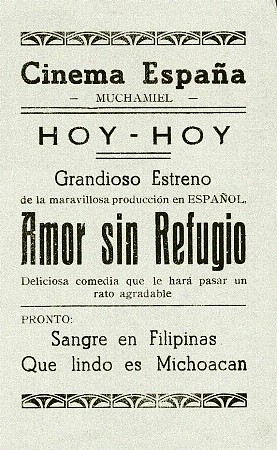 Cinema España
– MUCHAMIEL –
HOY - HOY
Grandioso Estreno
de la maravillosa producción en ESPAÑOL,
Amor sin Refugio
Deliciosa comedia que le hará pasar un
rato agradable
PRONTO:
Sangre en Filipinas
Que lindo es Michoacan